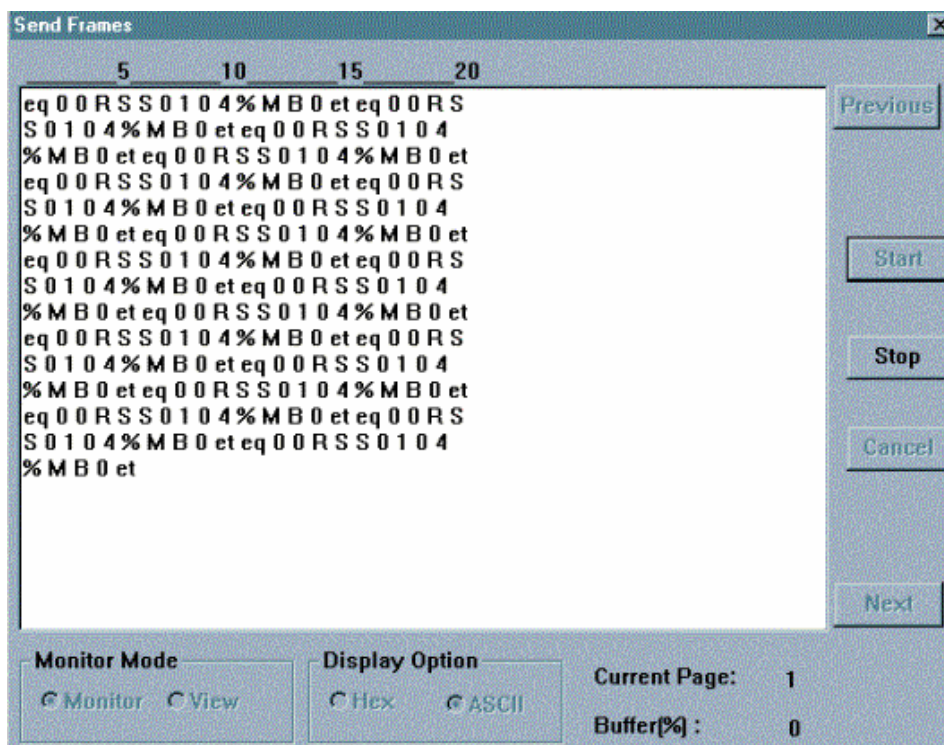 Send Frames
5 10 15 20
eq 0 0 R S S 0 1 0 4 % M B 0 et eq 0 0 R S
S 0 1 0 4 % M B 0 et eq 0 0 R S S 0 1 0 4
% M B 0 et eq 0 0 R S S 0 1 0 4 % M B 0 et
eq 0 0 R S S 0 1 0 4 % M B 0 et eq 0 0 R S
S 0 1 0 4 % M B 0 et eq 0 0 R S S 0 1 0 4
% M B 0 et eq 0 0 R S S 0 1 0 4 % M B 0 et
eq 0 0 R S S 0 1 0 4 % M B 0 et eq 0 0 R S
S 0 1 0 4 % M B 0 et eq 0 0 R S S 0 1 0 4
% M B 0 et eq 0 0 R S S 0 1 0 4 % M B 0 et
eq 0 0 R S S 0 1 0 4 % M B 0 et eq 0 0 R S
S 0 1 0 4 % M B 0 et eq 0 0 R S S 0 1 0 4
% M B 0 et eq 0 0 R S S 0 1 0 4 % M B 0 et
eq 0 0 R S S 0 1 0 4 % M B 0 et eq 0 0 R S
S 0 1 0 4 % M B 0 et eq 0 0 R S S 0 1 0 4
% M B 0 et
Previous
Start
Stop
Cancel
Next
Monitor Mode
Monitor View
Display Option
Hex ASCII
Current Page: 1
Buffer(%) : 0